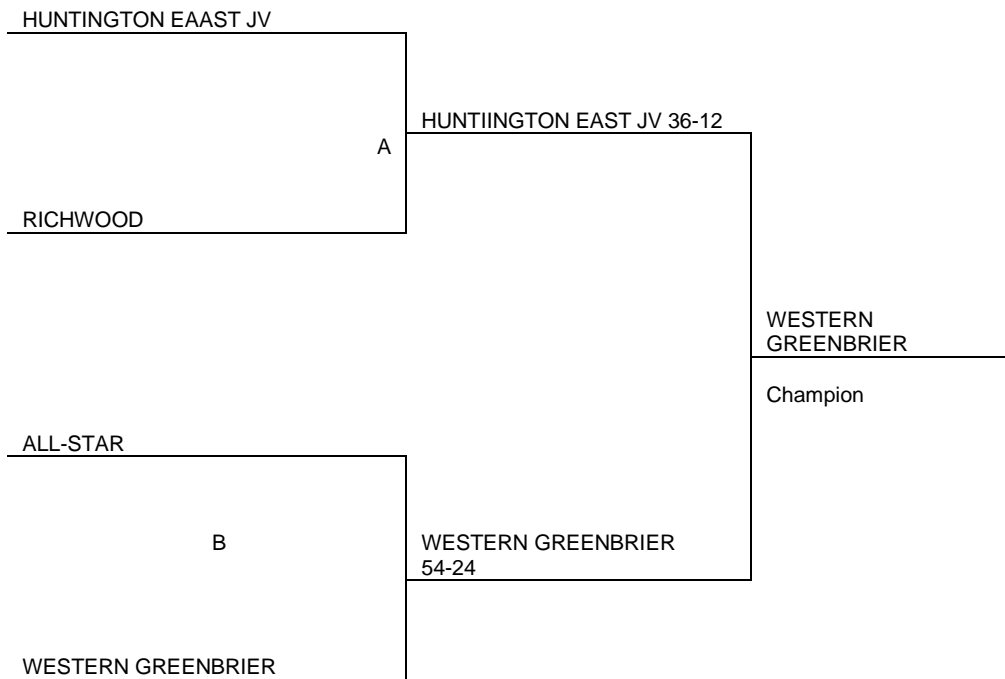 HUNTINGTON EAAST JV
HUNTIINGTON EAST JV 36-12
A
RICHWOOD
WESTERN
GREENBRIER
Champion
ALL-STAR
B
WESTERN GREENBRIER
54-24
WESTERN GREENBRIER